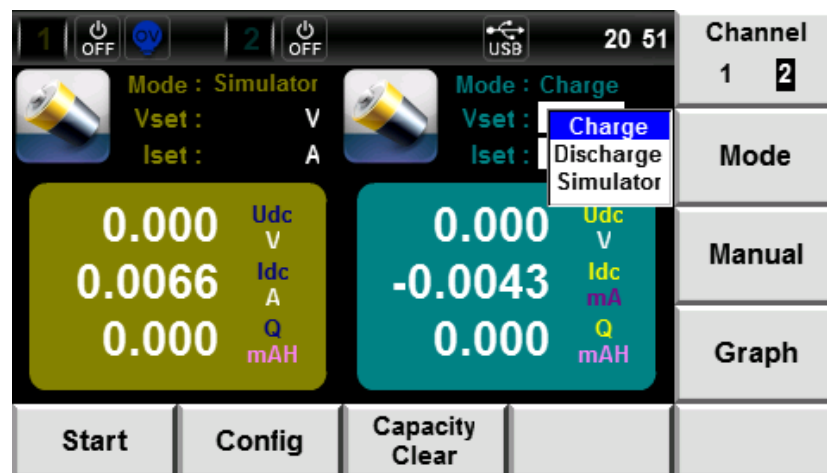 1 OFF OV 2 OFF USB 20 51
Mode : Simulator
Vset : V
Iset : A
0.000 Udc V
0.0066 Idc A
0.000 Q mAH
Mode : Charge
Vset :
Iset :
Charge
Discharge
Simulator
0.000 Udc V
-0.0043 Idc mA
0.000 Q mAH
Channel
1 2
Mode
Manual
Graph
Start
Config
Capacity
Clear